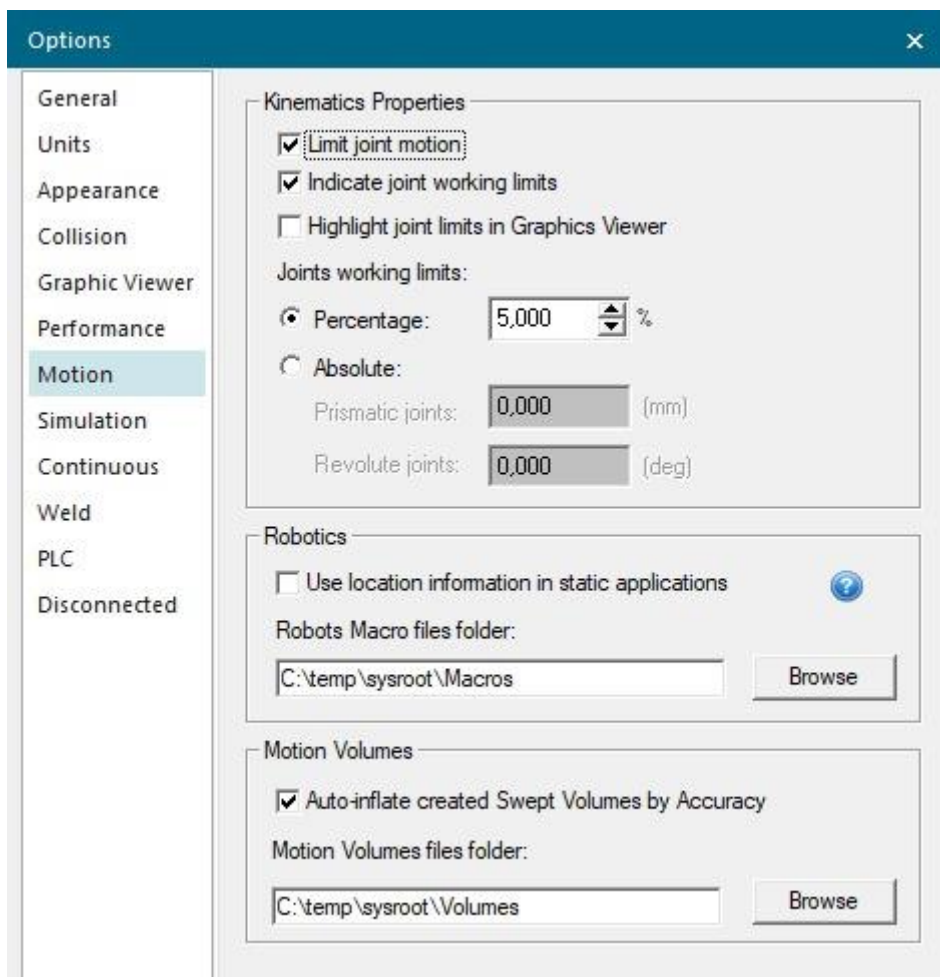 Options
General
Units
Appearance
Collision
Graphic Viewer
Performance
Motion
Simulation
Continuous
Weld
PLC
Disconnected
Kinematics Properties
Limit joint motion
Indicate joint working limits
Highlight joint limits in Graphics Viewer
Joints working limits:
Percentage: 5,000 %
Absolute:
Prismatic joints: 0,000 (mm)
Revolute joints: 0,000 (deg)
Robotics
Use location information in static applications
Robots Macro files folder:
C:\temp\sysroot\Macros Browse
Motion Volumes
Auto-inflate created Swept Volumes by Accuracy
Motion Volumes files folder:
C:\temp\sysroot\Volumes Browse